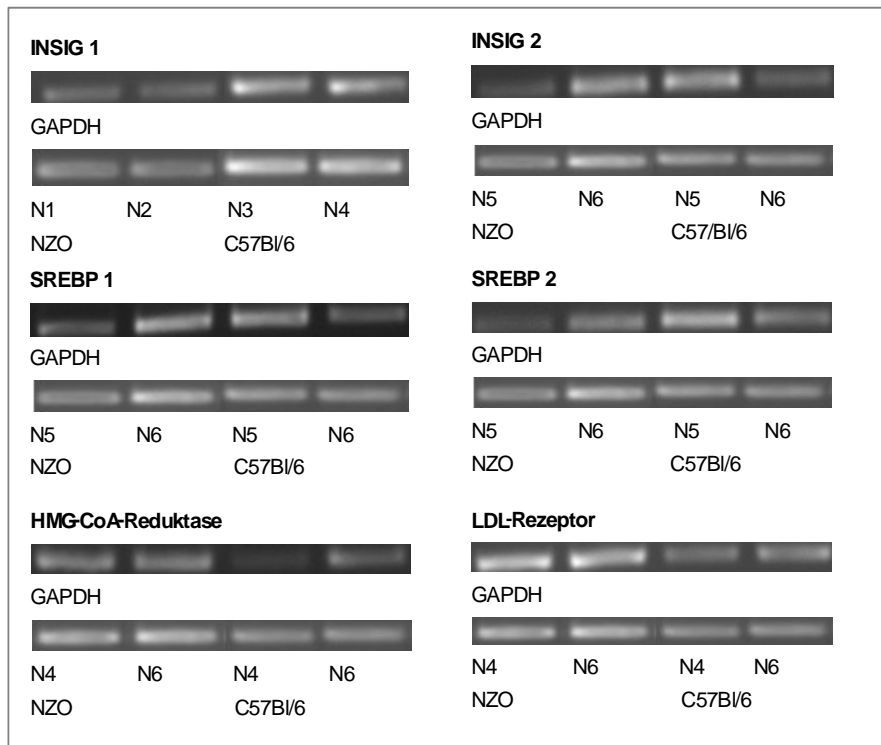 INSIG 1
GAPDH
N1 N2 N3 N4
NZO C57Bl/6
INSIG 2
GAPDH
N5 N6 N5 N6
NZO C57/Bl/6
SREBP 1
GAPDH
N5 N6 N5 N6
NZO C57Bl/6
SREBP 2
GAPDH
N5 N6 N5 N6
NZO C57Bl/6
HMG-CoA-Reduktase
GAPDH
N4 N6 N4 N6
NZO C57Bl/6
LDL-Rezeptor
GAPDH
N4 N6 N4 N6
NZO C57Bl/6